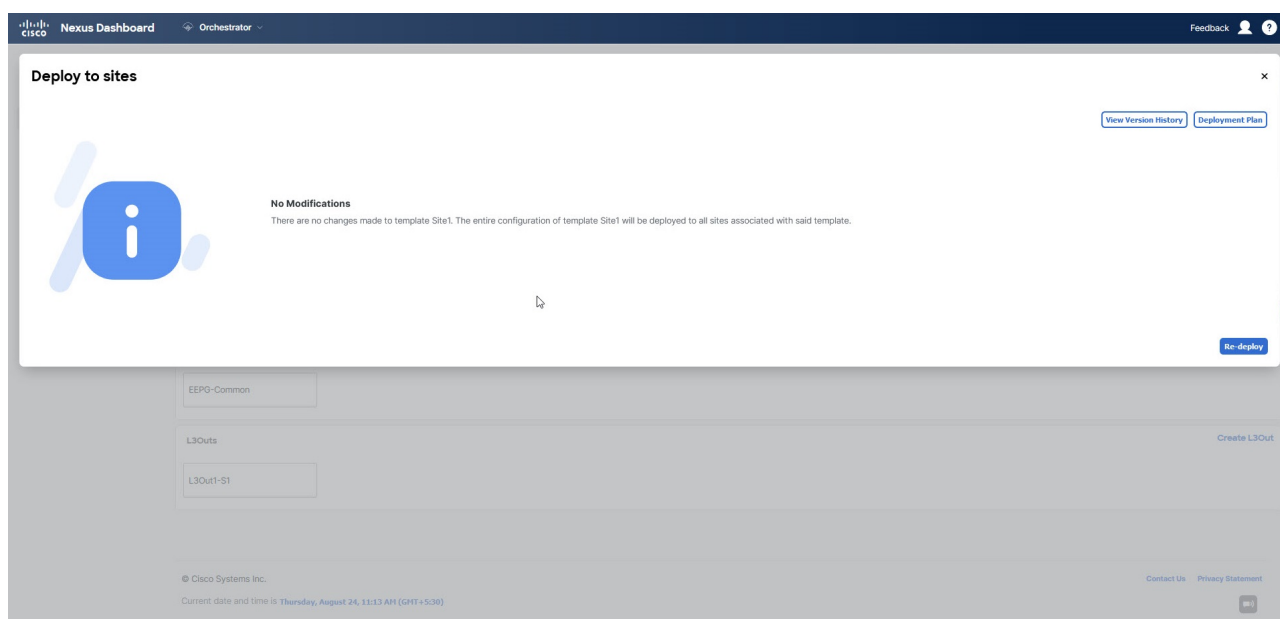 CISCO Nexus Dashboard Orchestrator Feedback ?
Deploy to sites
View Version History Deployment Plan
No Modifications
There are no changes made to template Site1. The entire configuration of template Site1 will be deployed to all sites associated with said template.
Re-deploy
EEPG-Common
L3Outs Create L3Out
L3Out1-S1
© Cisco Systems Inc. Contact Us Privacy Statement
Current date and time is Thursday, August 24, 11:13 AM (GMT+5:30)